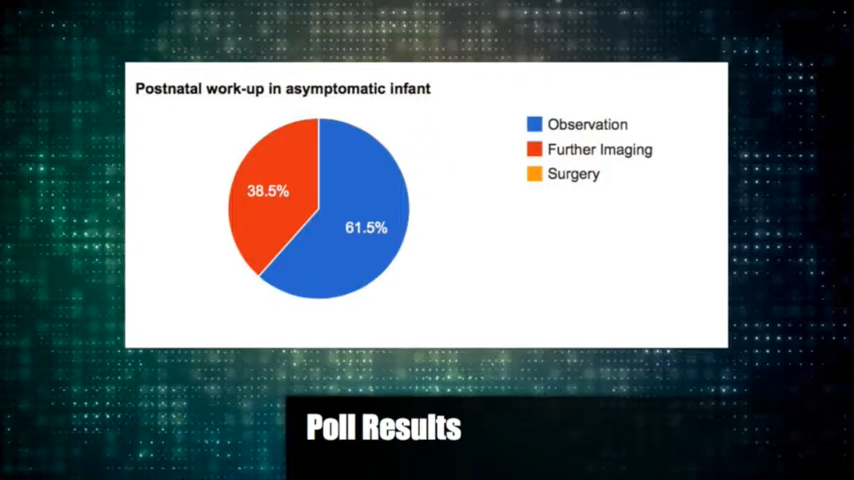 Postnatal work-up in asymptomatic infant
Observation
Further Imaging
Surgery
38.5%
61.5%
Poll Results